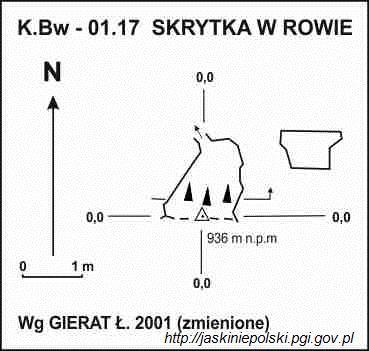 K.Bw - 01.17 SKRYTKA W ROWIE
N
0,0
0,0
0,0
936 m n.p.m
0 1 m
0,0
Wg GIERAT Ł. 2001 (zmienione)
http://jaskiniepolski.pgi.gov.pl